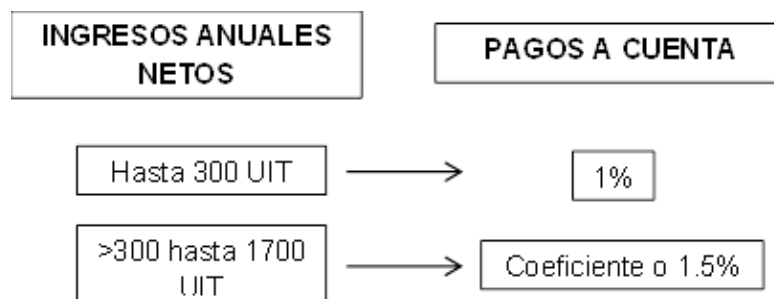 INGRESOS ANUALES
NETOS
PAGOS A CUENTA
Hasta 300 UIT
1%
>300 hasta 1700
UIT
Coeficiente o 1.5%